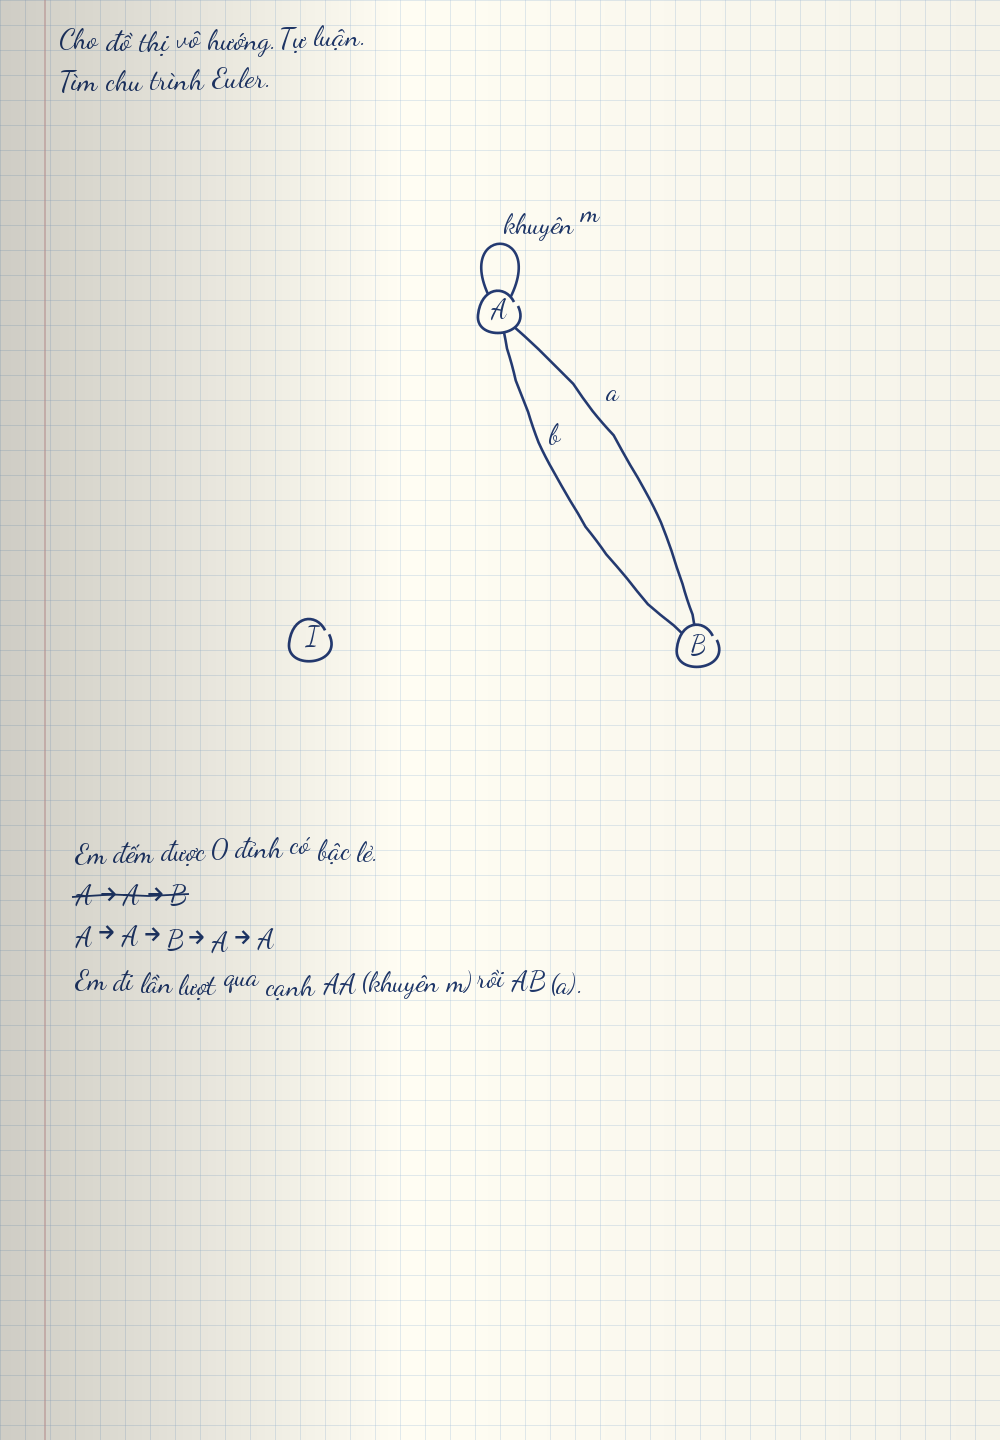 Cho đồ thị vô hướng. Tự luận.
Tìm chu trình Euler.
khuyên m
A
a
b
I
B
Em đếm được 0 đỉnh có bậc lẻ.
A → A → B
A → A → B → A → A
Em đi lần lượt qua cạnh AA (khuyên m) rồi AB (a).